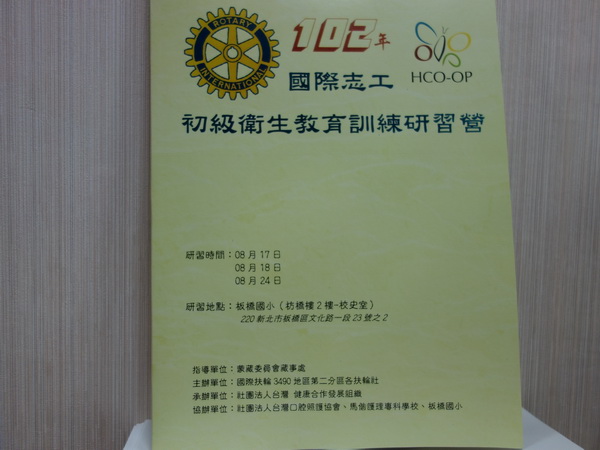 ROTARY
INTERNATIONAL
102年
HCO-OP
國際志工
初級衛生教育訓練研習營
研習時間：08月17日
08月18日
08月24日
研習地點：板橋國小（枋橋樓2樓-校史室）
220新北市板橋區文化路一段23號之2
指導單位：蒙藏委員會藏事處
主辦單位：國際扶輪3490地區第二分區各扶輪社
承辦單位：社團法人台灣 健康合作發展組織
協辦單位：社團法人台灣口腔照護協會、馬偕護理專科學校、板橋國小